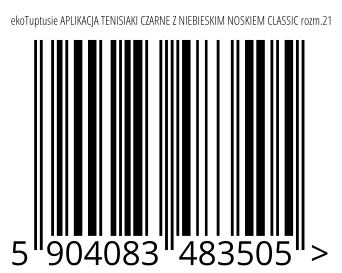 ekoTuptusie APLIKACJA TENISIAKI CZARNE Z NIEBIESKIM NOSKIEM CLASSIC rozm.21
5 904083 483505 >